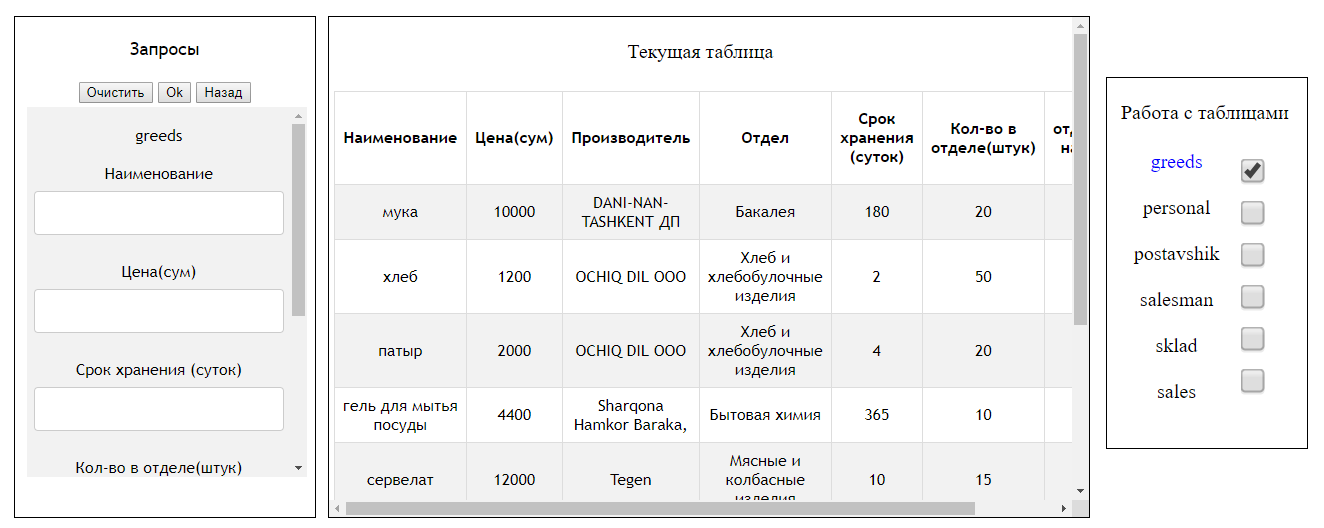 Запросы
Очистить Ok Назад
greeds
Наименование
Цена(сум)
Срок хранения (суток)
Кол-во в отделе(штук)
Текущая таблица
Наименование Цена(сум) Производитель Отдел Срок хранения (суток) Кол-во в отделе(штук)
мука 10000 DANI-NAN-TASHKENT ДП Бакалея 180 20
хлеб 1200 OCHIQ DIL ООО Хлеб и хлебобулочные изделия 2 50
патыр 2000 OCHIQ DIL ООО Хлеб и хлебобулочные изделия 4 20
гель для мытья посуды 4400 Sharqona Hamkor Baraka, Бытовая химия 365 10
сервелат 12000 Tegen Мясные и колбасные изделия 10 15
Работа с таблицами
greeds
personal
postavshik
salesman
sklad
sales